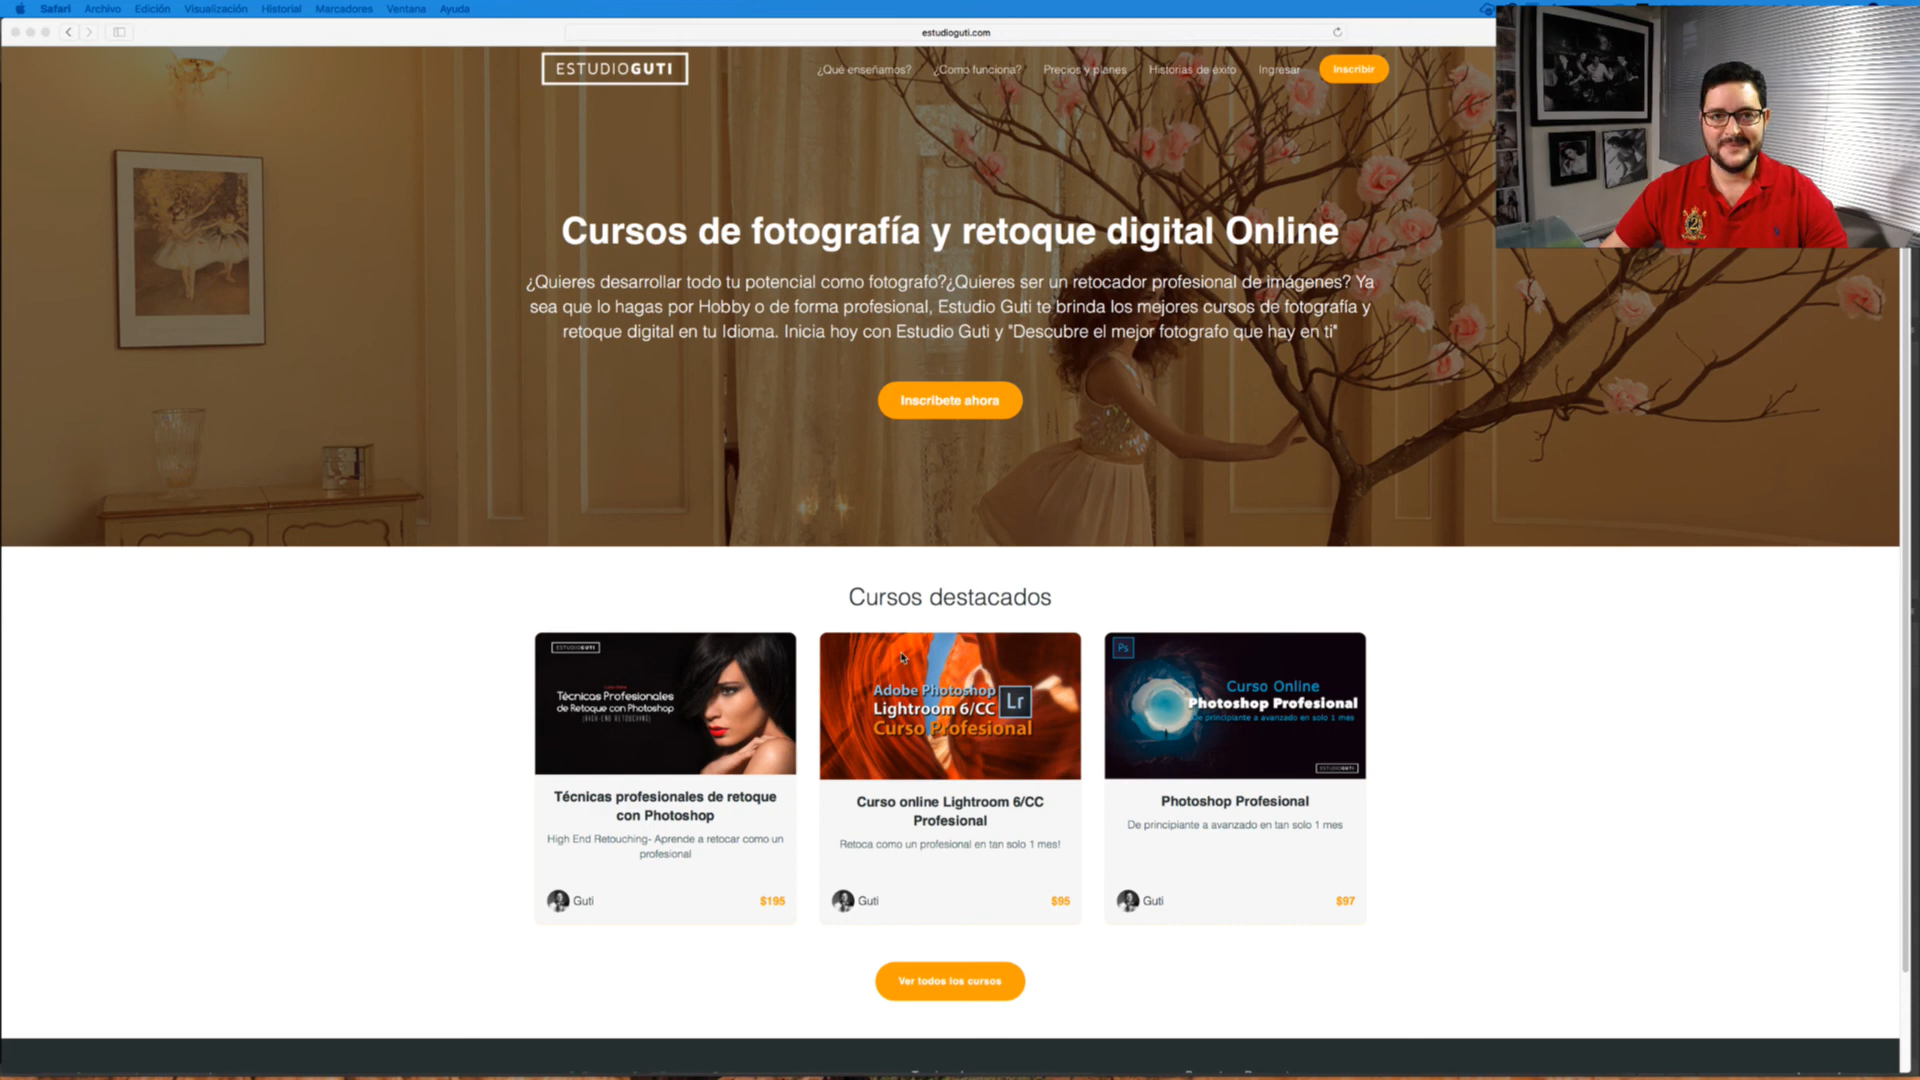 Safari Archivo Edición Visualización Historial Marcadores Ventana Ayuda
estudioguti.com
ESTUDIOGUTI
¿Qué enseñamos? ¿Como funciona? Precios y planes Historias de éxito Ingresar Inscribir
Cursos de fotografía y retoque digital Online
¿Quieres desarrollar todo tu potencial como fotografo?¿Quieres ser un retocador profesional de imágenes? Ya
sea que lo hagas por Hobby o de forma profesional, Estudio Guti te brinda los mejores cursos de fotografía y
retoque digital en tu Idioma. Inicia hoy con Estudio Guti y "Descubre el mejor fotografo que hay en ti"
Inscríbete ahora
Cursos destacados
ESTUDIOGUTI
Técnicas Profesionales
de Retoque con Photoshop
(HIGH-END RETOUCHING)
Técnicas profesionales de retoque
con Photoshop
High End Retouching- Aprende a retocar como un
profesional
Guti $195
Adobe Photoshop
Lightroom 6/CC
Curso Profesional
Lr
Curso online Lightroom 6/CC
Profesional
Retoca como un profesional en tan solo 1 mes!
Guti $95
Ps
Curso Online
Photoshop Profesional
De principiante a avanzado en solo 1 mes
ESTUDIOGUTI
Photoshop Profesional
De principiante a avanzado en tan solo 1 mes
Guti $97
Ver todos los cursos